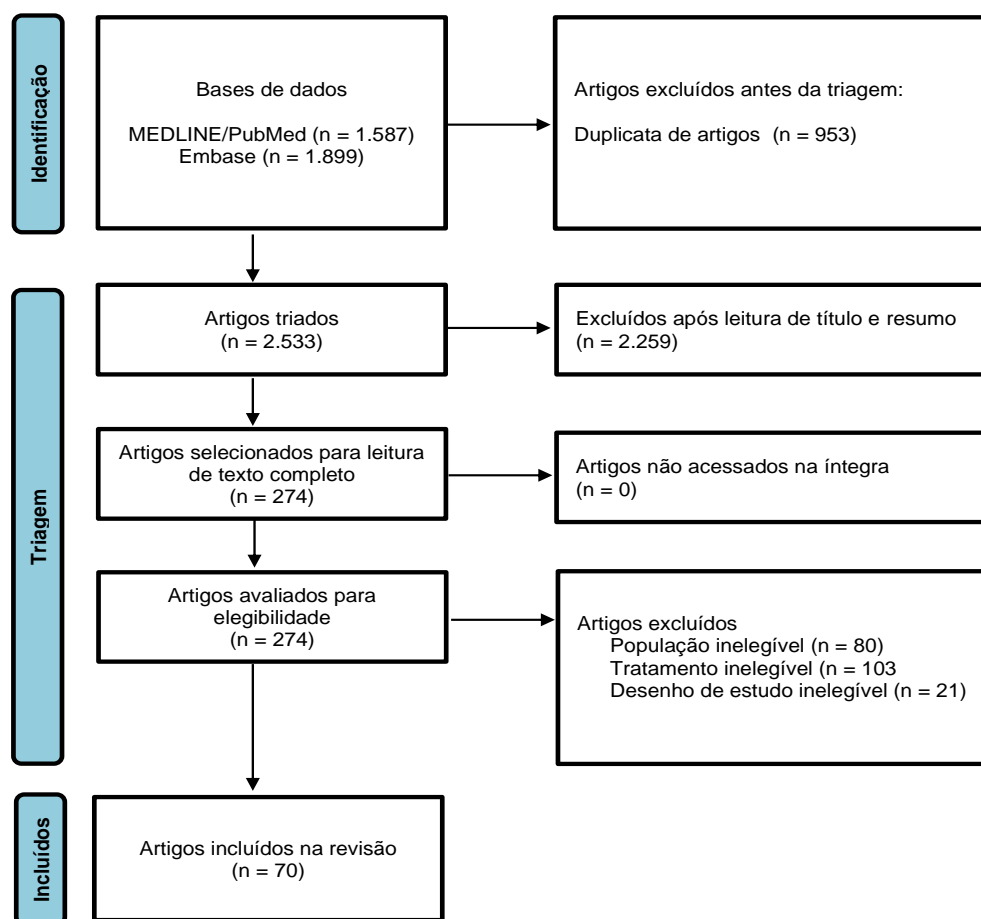 Identificação
Bases de dados
MEDLINE/PubMed (n = 1.587)
Embase (n = 1.899)
Artigos excluídos antes da triagem:
Duplicata de artigos (n = 953)
Triagem
Artigos triados
(n = 2.533)
Excluídos após leitura de título e resumo
(n = 2.259)
Artigos selecionados para leitura
de texto completo
(n = 274)
Artigos não acessados na íntegra
(n = 0)
Artigos avaliados para
elegibilidade
(n = 274)
Artigos excluídos
População inelegível (n = 80)
Tratamento inelegível (n = 103
Desenho de estudo inelegível (n = 21)
Incluídos
Artigos incluídos na revisão
(n = 70)